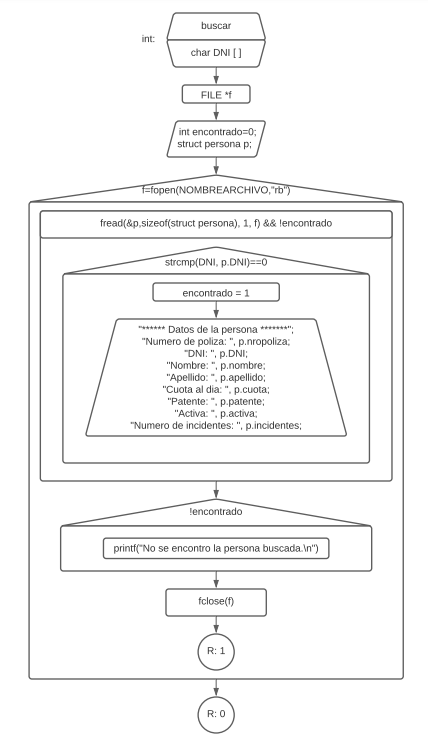 buscar
int:
char DNI [ ]
FILE *f
int encontrado=0;
struct persona p;
f=fopen(NOMBREARCHIVO,"rb")
fread(&p,sizeof(struct persona), 1, f) && !encontrado
strcmp(DNI, p.DNI)==0
encontrado = 1
"****** Datos de la persona *******";
"Numero de poliza: ", p.nropoliza;
"DNI: ", p.DNI;
"Nombre: ", p.nombre;
"Apellido: ", p.apellido;
"Cuota al dia: ", p.cuota;
"Patente: ", p.patente;
"Activa: ", p.activa;
"Numero de incidentes: ", p.incidentes;
!encontrado
printf("No se encontro la persona buscada.\n")
fclose(f)
R: 1
R: 0